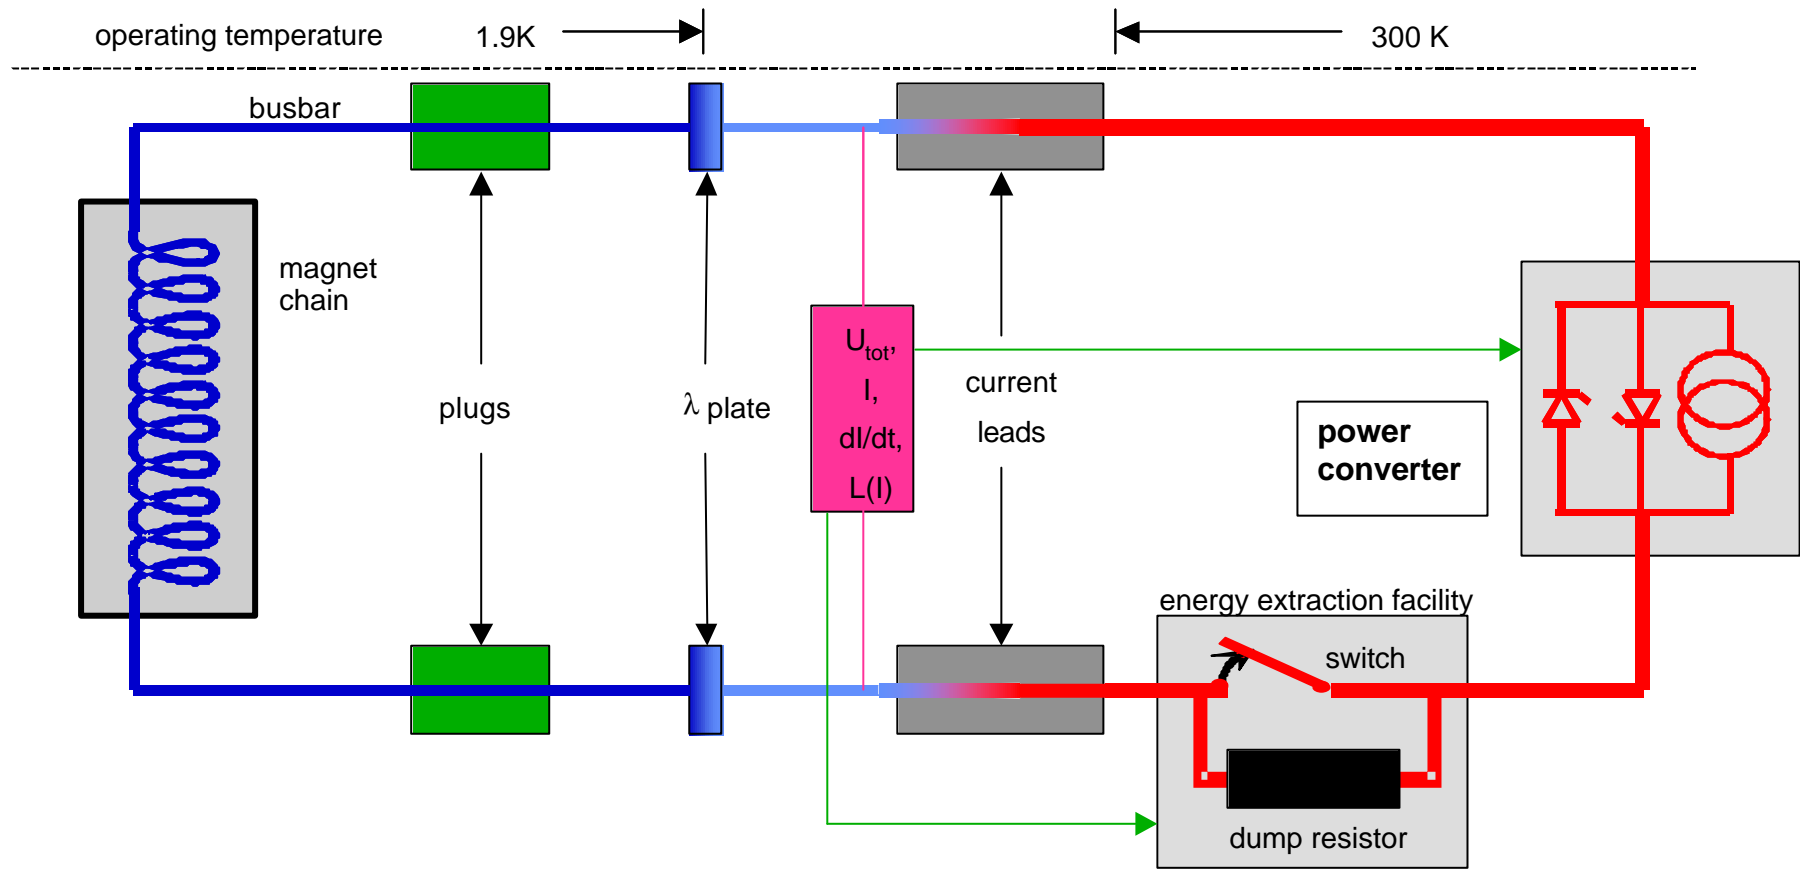 operating temperature 1.9K 300 K
busbar
magnet
chain
plugs
λ plate
U_tot,
I,
dI/dt,
L(I)
current
leads
power
converter
energy extraction facility
switch
dump resistor